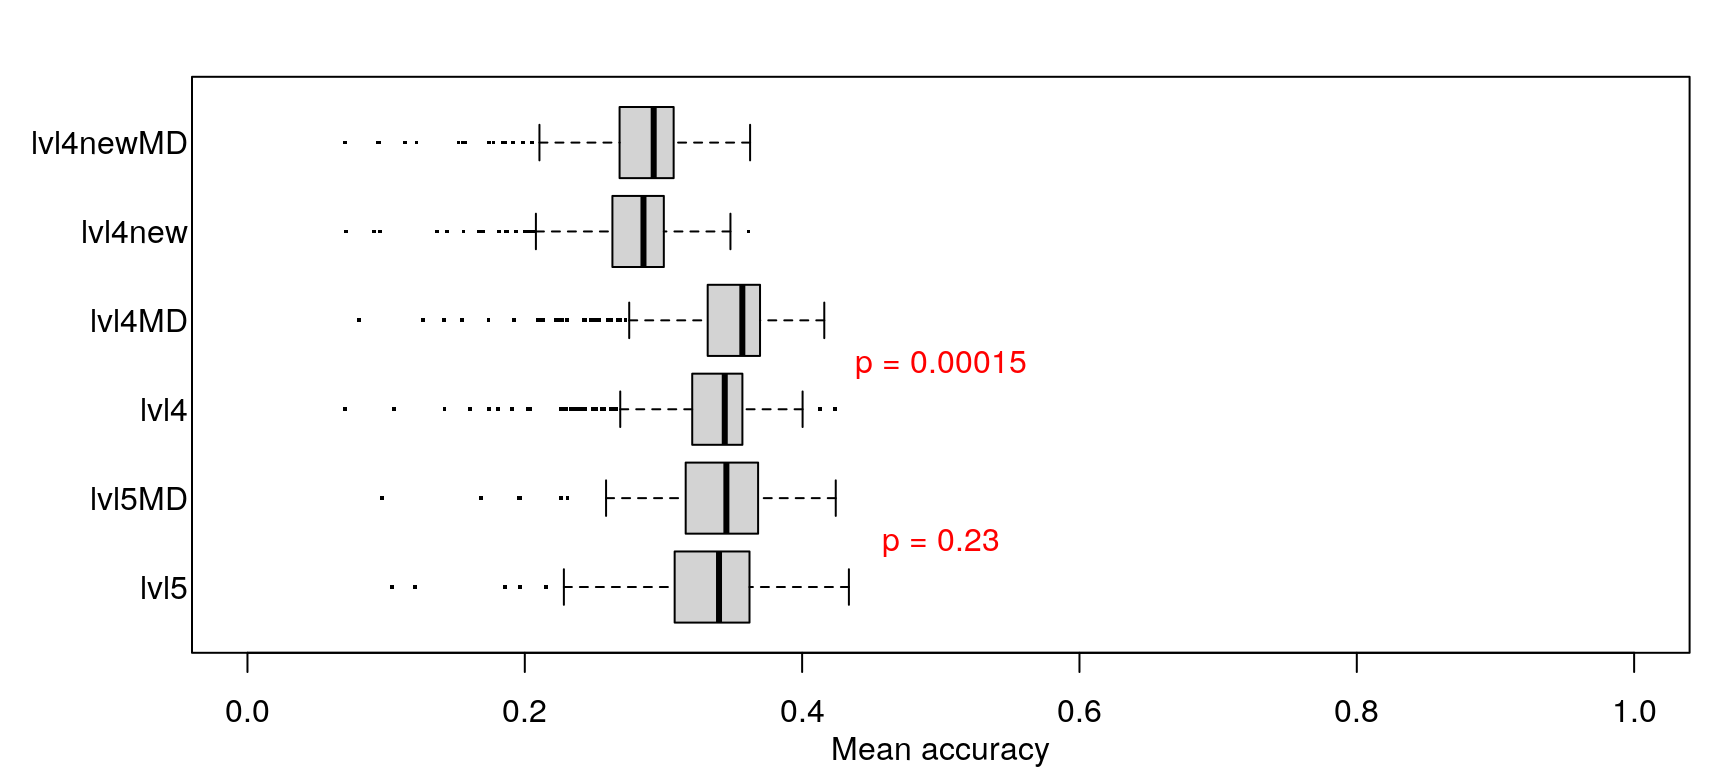 lvl4newMD
lvl4new
lvl4MD
p = 0.00015
lvl4
lvl5MD
p = 0.23
lvl5
0.0 0.2 0.4 0.6 0.8 1.0
Mean accuracy